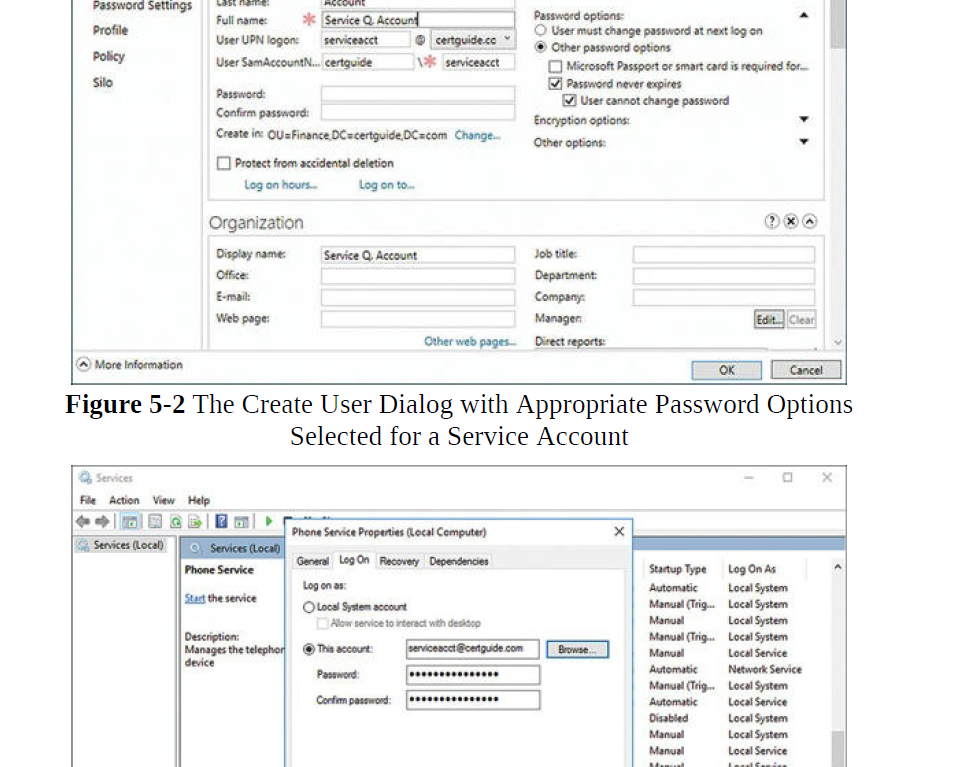 Password Settings
Profile
Policy
Silo
Last name: Account
Full name: * Service Q. Account
User UPN logon: serviceacct @ certguide.cc
User SamAccountN... certguide \* serviceacct
Password:
Confirm password:
Create in: OU=Finance,DC=certguide,DC=com Change...
Protect from accidental deletion
Log on hours... Log on to...
Password options:
User must change password at next log on
Other password options
Microsoft Passport or smart card is required for...
Password never expires
User cannot change password
Encryption options:
Other options:
Organization
Display name: Service Q. Account
Office:
E-mail:
Web page:
Other web pages...
Job title:
Department:
Company:
Manager: Edit... Clear
Direct reports:
More Information
OK Cancel
Figure 5-2 The Create User Dialog with Appropriate Password Options
Selected for a Service Account
Services
File Action View Help
Services (Local)
Services (Local)
Phone Service
Start the service
Description:
Manages the telephon
device
Phone Service Properties (Local Computer)
General Log On Recovery Dependencies
Log on as:
Local System account
Allow service to interact with desktop
This account: serviceacct@certguide.com Browse...
Password: •••••••••••••••
Confirm password: •••••••••••••••
Startup Type Log On As
Automatic Local System
Manual (Trig... Local System
Manual Local System
Manual (Trig... Local System
Manual Local Service
Automatic Network Service
Manual (Trig... Local System
Automatic Local Service
Disabled Local System
Manual Local System
Manual Local Service
Manual Local System